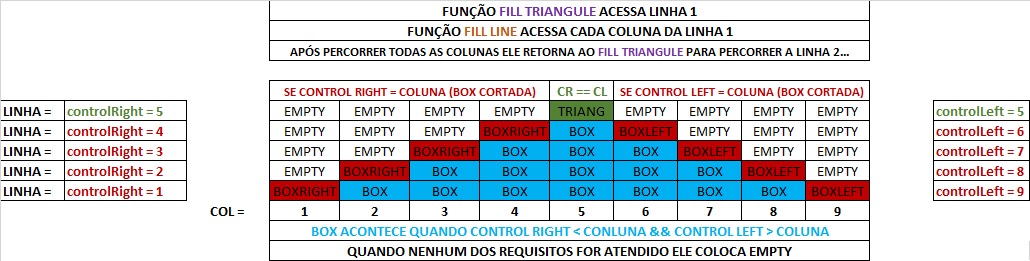 FUNÇÃO FILL TRIANGULE ACESSA LINHA 1
FUNÇÃO FILL LINE ACESSA CADA COLUNA DA LINHA 1
APÓS PERCORRER TODAS AS COLUNAS ELE RETORNA AO FILL TRIANGULE PARA PERCORRER A LINHA 2...
SE CONTROL RIGHT = COLUNA (BOX CORTADA) CR == CL SE CONTROL LEFT = COLUNA (BOX CORTADA)
LINHA = controlRight = 5 EMPTY EMPTY EMPTY EMPTY TRIANG EMPTY EMPTY EMPTY EMPTY controlLeft = 5
LINHA = controlRight = 4 EMPTY EMPTY EMPTY BOXRIGHT BOX BOXLEFT EMPTY EMPTY EMPTY controlLeft = 6
LINHA = controlRight = 3 EMPTY EMPTY BOXRIGHT BOX BOX BOX BOXLEFT EMPTY EMPTY controlLeft = 7
LINHA = controlRight = 2 EMPTY BOXRIGHT BOX BOX BOX BOX BOX BOXLEFT EMPTY controlLeft = 8
LINHA = controlRight = 1 BOXRIGHT BOX BOX BOX BOX BOX BOX BOX BOXLEFT controlLeft = 9
COL = 1 2 3 4 5 6 7 8 9
BOX ACONTECE QUANDO CONTROL RIGHT < CONLUNA && CONTROL LEFT > COLUNA
QUANDO NENHUM DOS REQUISITOS FOR ATENDIDO ELE COLOCA EMPTY